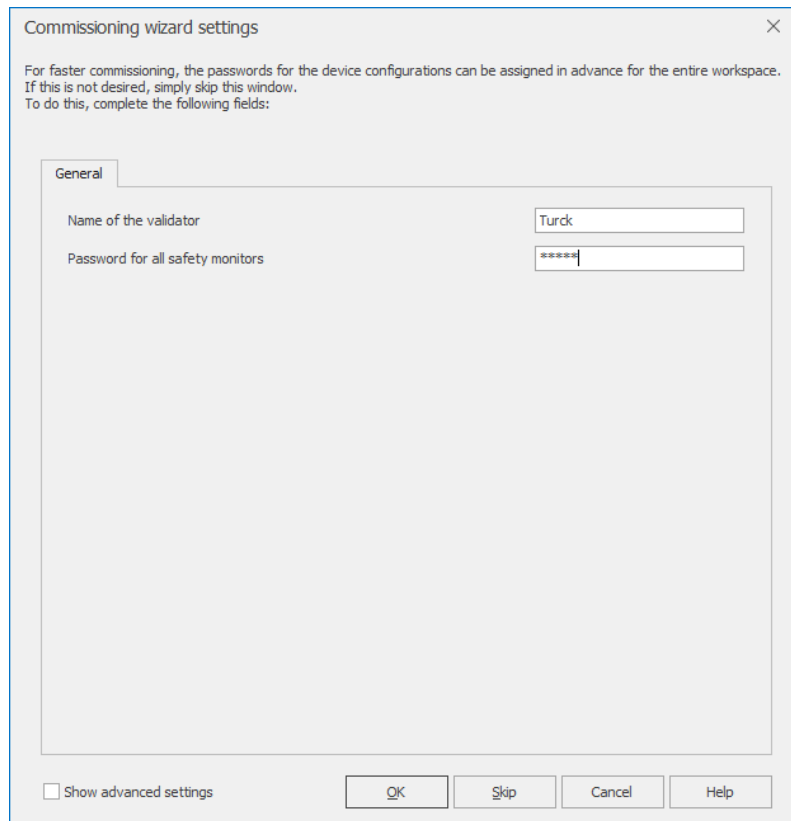 Commissioning wizard settings
For faster commissioning, the passwords for the device configurations can be assigned in advance for the entire workspace.
If this is not desired, simply skip this window.
To do this, complete the following fields:
General
Name of the validator Turck
Password for all safety monitors *****
Show advanced settings OK Skip Cancel Help